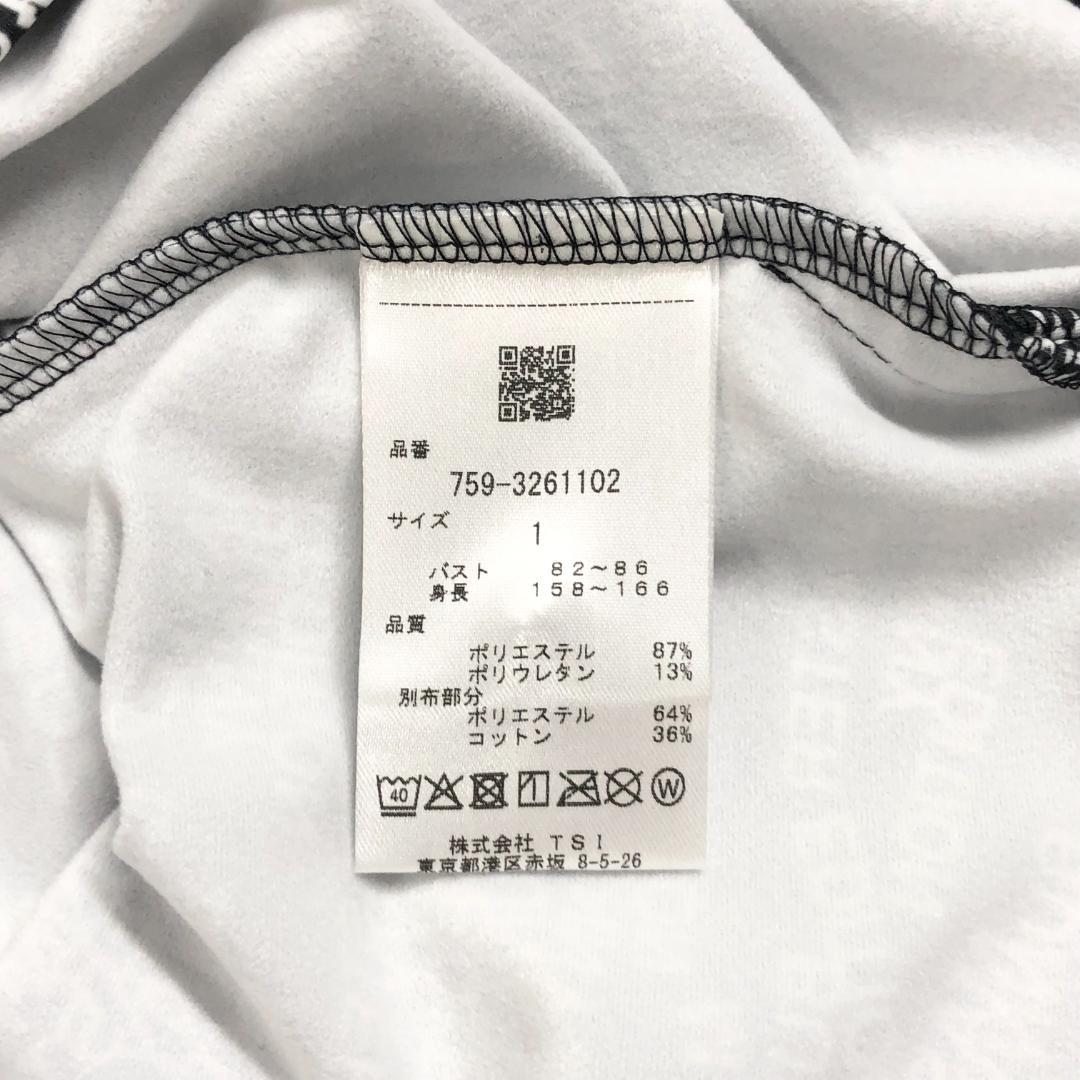 品番
759-3261102
サイズ
1
バスト 82～86
身長 158～166
品質
ポリエステル 87%
ポリウレタン 13%
別布部分
ポリエステル 64%
コットン 36%
40 W
株式会社 TSI
東京都港区赤坂 8-5-26